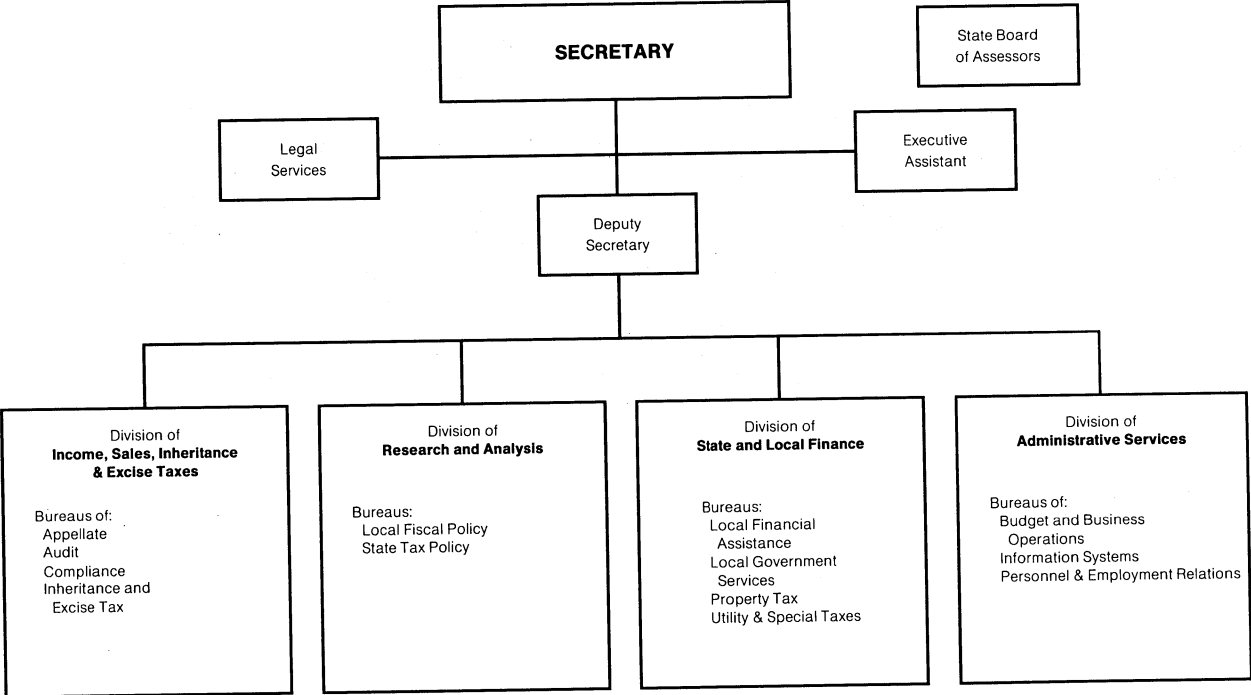 SECRETARY
State Board
of Assessors
Legal
Services
Executive
Assistant
Deputy
Secretary
Division of
Income, Sales, Inheritance
& Excise Taxes
Bureaus of:
Appellate
Audit
Compliance
Inheritance and
Excise Tax
Division of
Research and Analysis
Bureaus:
Local Fiscal Policy
State Tax Policy
Division of
State and Local Finance
Bureaus:
Local Financial
Assistance
Local Government
Services
Property Tax
Utility & Special Taxes
Division of
Administrative Services
Bureaus of:
Budget and Business
Operations
Information Systems
Personnel & Employment Relations